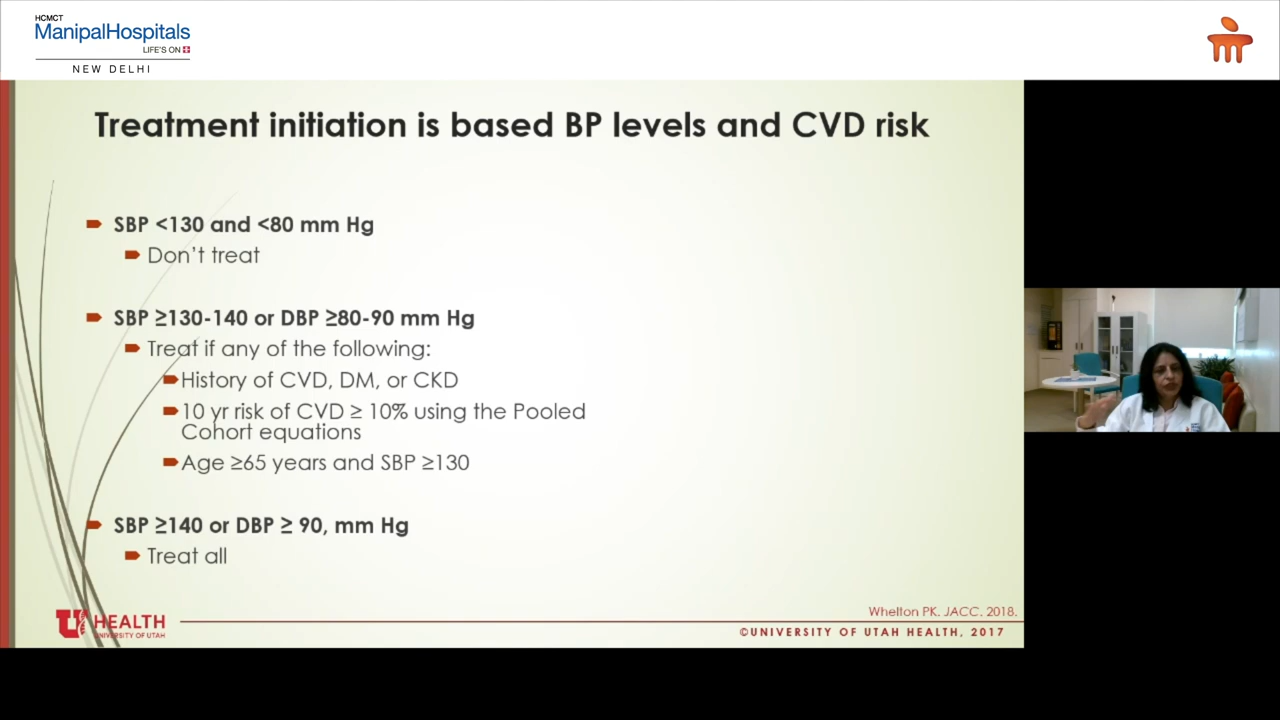 HCMCT
ManipalHospitals
LIFE'S ON
NEW DELHI
Treatment initiation is based BP levels and CVD risk
SBP <130 and <80 mm Hg
Don't treat
SBP ≥130-140 or DBP ≥80-90 mm Hg
Treat if any of the following:
History of CVD, DM, or CKD
10 yr risk of CVD ≥ 10% using the Pooled
Cohort equations
Age ≥65 years and SBP ≥130
SBP ≥140 or DBP ≥ 90, mm Hg
Treat all
U HEALTH
UNIVERSITY OF UTAH
Whelton PK. JACC. 2018.
©UNIVERSITY OF UTAH HEALTH, 2017